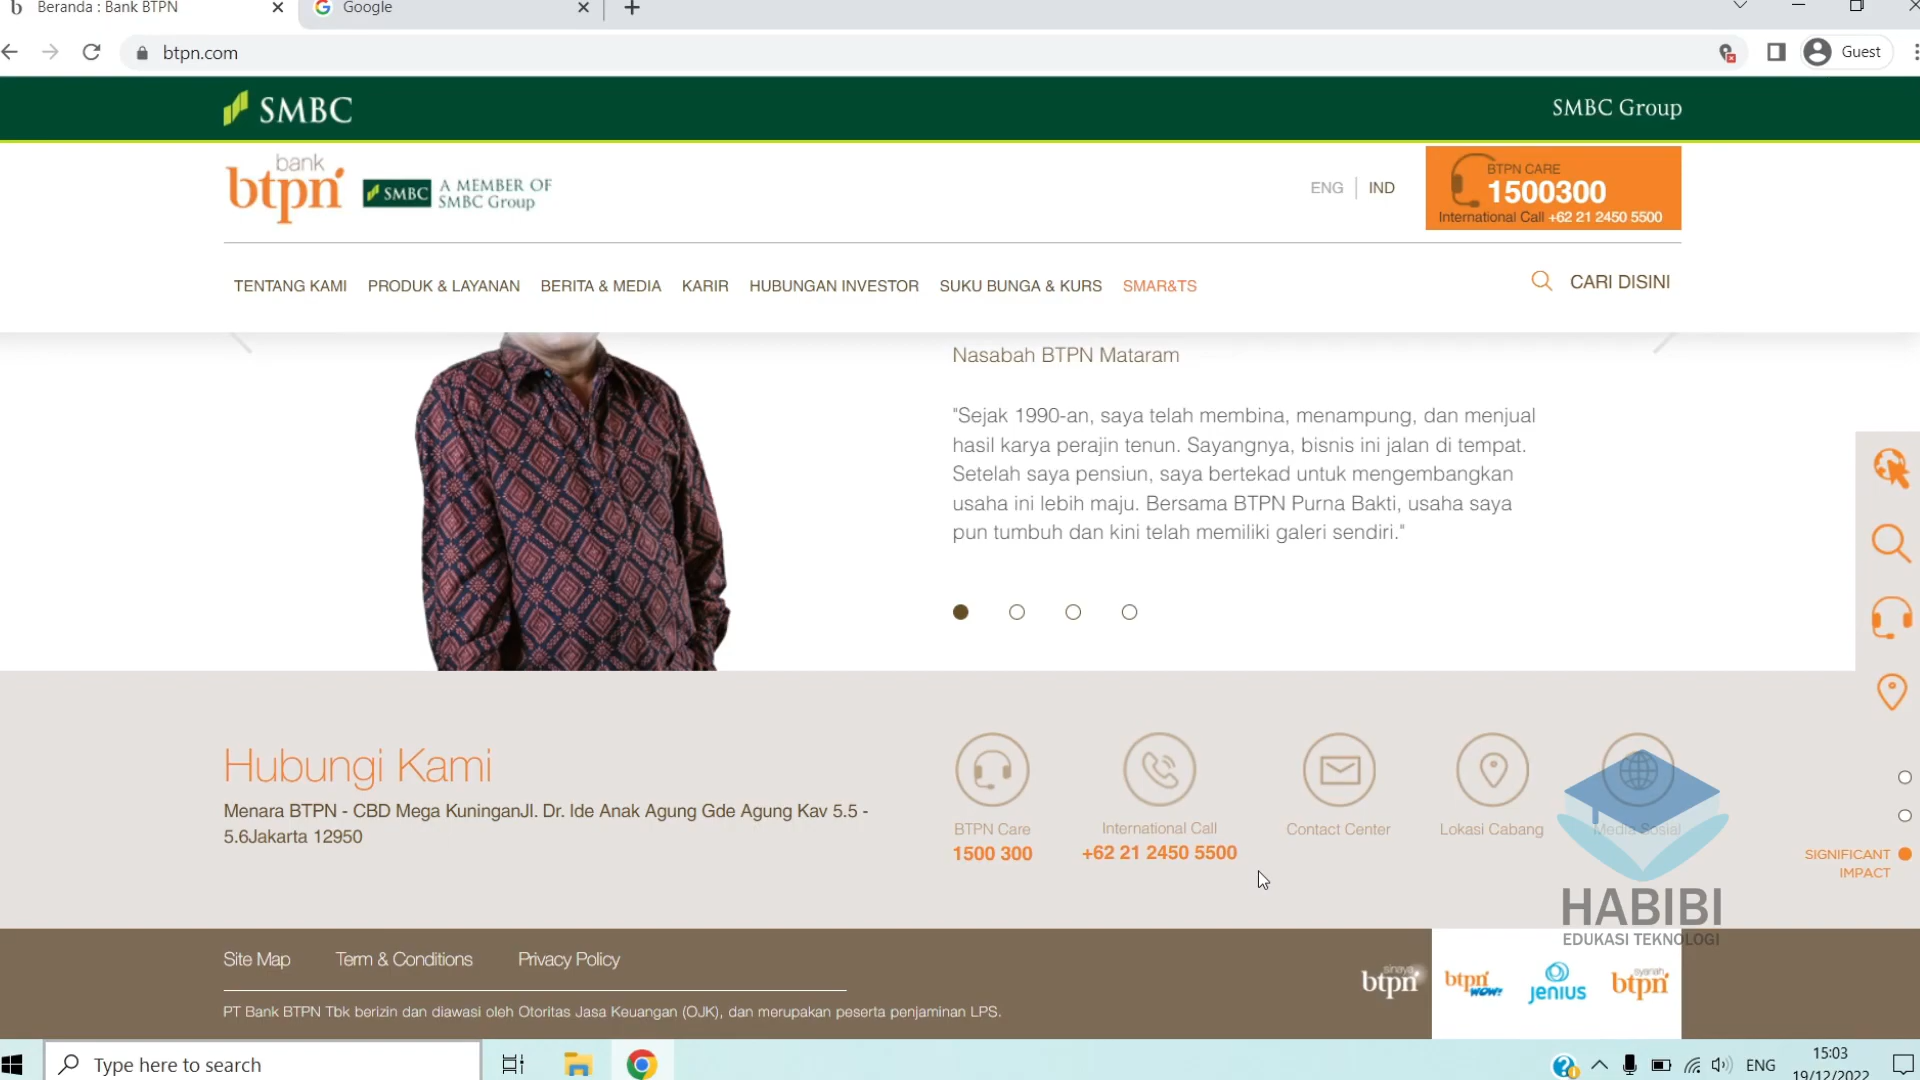 Beranda : Bank BTPN
Google
btpn.com
Guest
SMBC
SMBC Group
bank
btpn
SMBC
A MEMBER OF
SMBC Group
ENG
IND
BTPN CARE
1500300
International Call +62 21 2450 5500
TENTANG KAMI
PRODUK & LAYANAN
BERITA & MEDIA
KARIR
HUBUNGAN INVESTOR
SUKU BUNGA & KURS
SMAR&TS
CARI DISINI
Nasabah BTPN Mataram
"Sejak 1990-an, saya telah membina, menampung, dan menjual
hasil karya perajin tenun. Sayangnya, bisnis ini jalan di tempat.
Setelah saya pensiun, saya bertekad untuk mengembangkan
usaha ini lebih maju. Bersama BTPN Purna Bakti, usaha saya
pun tumbuh dan kini telah memiliki galeri sendiri."
Hubungi Kami
Menara BTPN - CBD Mega KuninganJl. Dr. Ide Anak Agung Gde Agung Kav 5.5 -
5.6Jakarta 12950
BTPN Care
1500 300
International Call
+62 21 2450 5500
Contact Center
Lokasi Cabang
Media Sosial
SIGNIFICANT
IMPACT
HABIBI
EDUKASI TEKNOLOGI
Site Map
Term & Conditions
Privacy Policy
PT Bank BTPN Tbk berizin dan diawasi oleh Otoritas Jasa Keuangan (OJK), dan merupakan peserta penjaminan LPS.
sinaya
btpn
btpn
wow!
jenius
syariah
btpn
Type here to search
ENG
15:03
19/12/2022